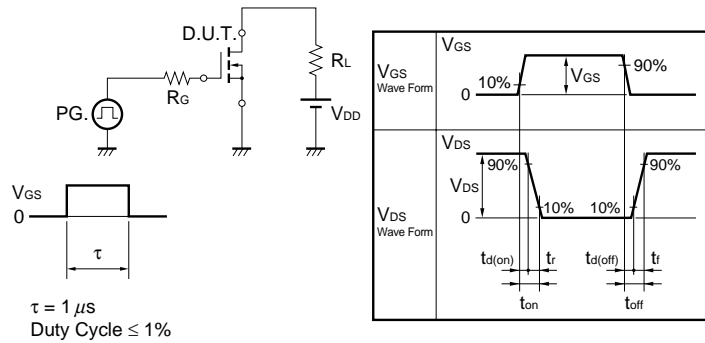 D.U.T.
RL
RG
PG.
VDD
VGS
0
τ
τ = 1 μs
Duty Cycle ≤ 1%
VGS
Wave Form
VGS
10%
VGS
90%
0
VDS
Wave Form
VDS
90%
VDS
10%
10%
90%
0
td(on)
tr
td(off)
tf
ton
toff